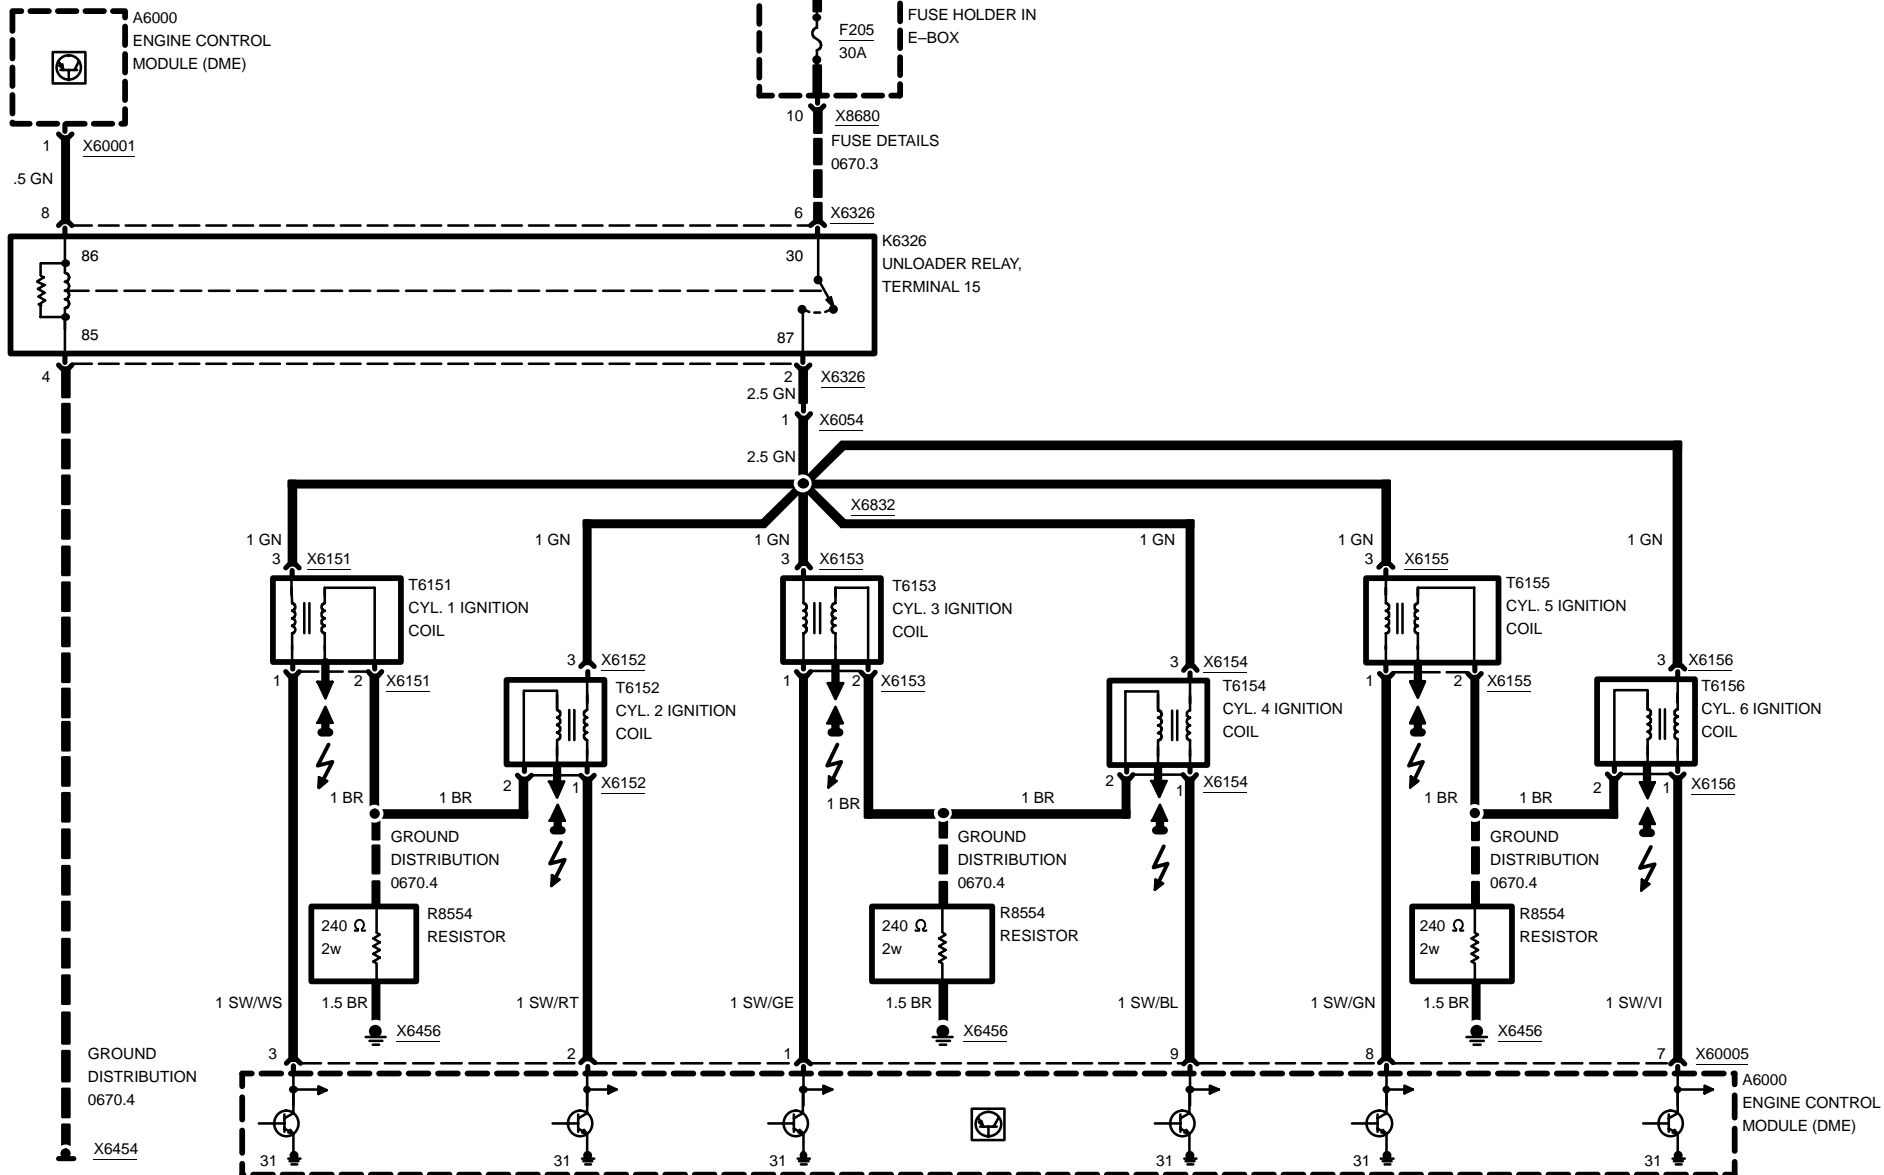 A6000
ENGINE CONTROL
MODULE (DME)
F205
30A
FUSE HOLDER IN
E–BOX
1
X60001
10
X8680
FUSE DETAILS
0670.3
.5 GN
8
6
X6326
86
30
K6326
UNLOADER RELAY,
TERMINAL 15
85
87
4
2
X6326
2.5 GN
1
X6054
2.5 GN
X6832
1 GN
1 GN
1 GN
1 GN
1 GN
1 GN
3
X6151
3
X6153
3
X6155
T6151
CYL. 1 IGNITION
COIL
T6153
CYL. 3 IGNITION
COIL
T6155
CYL. 5 IGNITION
COIL
3
X6152
3
X6154
3
X6156
1
2
X6151
1
2
X6153
1
2
X6155
T6152
CYL. 2 IGNITION
COIL
T6154
CYL. 4 IGNITION
COIL
T6156
CYL. 6 IGNITION
COIL
2
1
X6152
2
1
X6154
2
1
X6156
1 BR
1 BR
1 BR
1 BR
1 BR
1 BR
GROUND
DISTRIBUTION
0670.4
GROUND
DISTRIBUTION
0670.4
GROUND
DISTRIBUTION
0670.4
240 Ω
2w
R8554
RESISTOR
240 Ω
2w
R8554
RESISTOR
240 Ω
2w
R8554
RESISTOR
1 SW/WS
1.5 BR
1 SW/RT
1 SW/GE
1.5 BR
1 SW/BL
1 SW/GN
1.5 BR
1 SW/VI
X6456
X6456
X6456
GROUND
DISTRIBUTION
0670.4
3
2
1
9
8
7
X60005
A6000
ENGINE CONTROL
MODULE (DME)
X6454
31
31
31
31
31
31